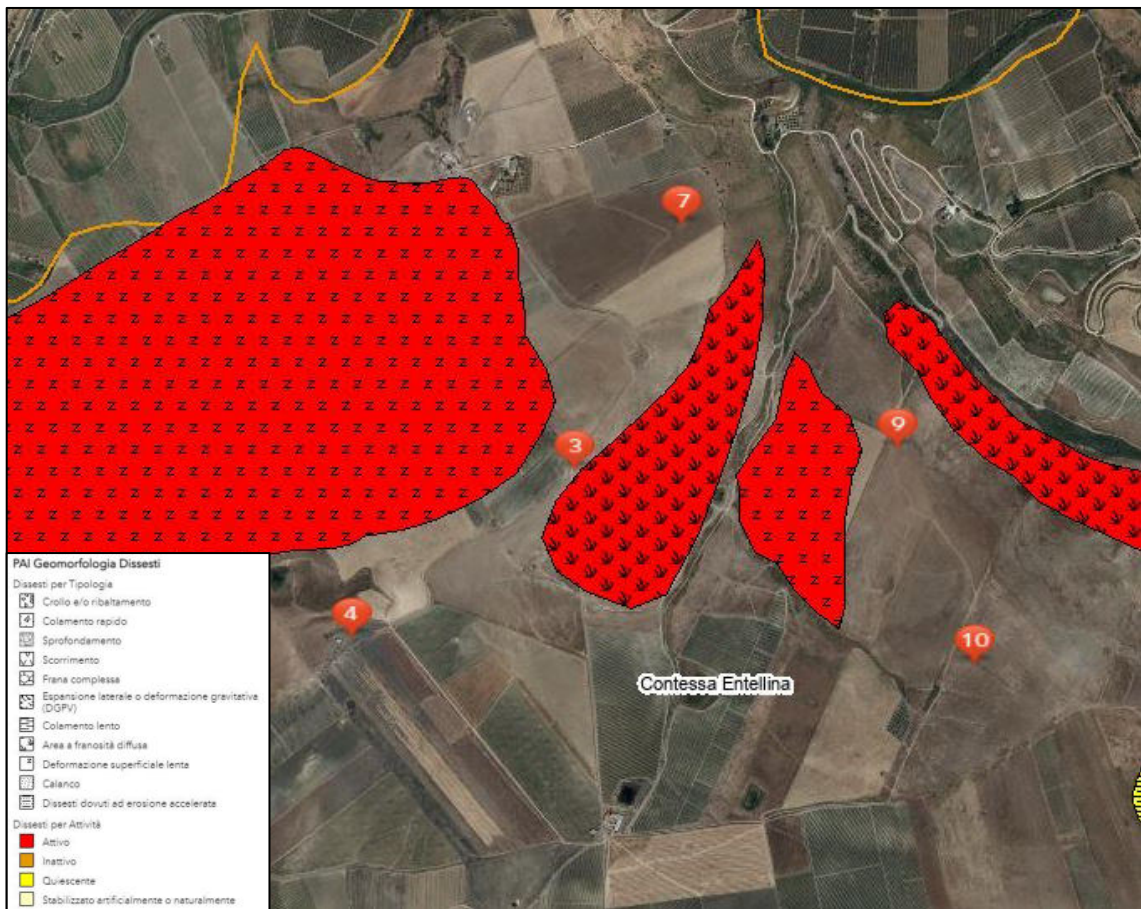 7
3
9
4
10
Contessa Entellina
PAI Geomorfologia Dissesti
Dissesti per Tipologia
Crollo e/o ribaltamento
Colamento rapido
Sprofondamento
Scorrimento
Frana complessa
Espansione laterale o deformazione gravitativa
(DGPV)
Colamento lento
Area a franosità diffusa
Deformazione superficiale lenta
Calanco
Dissesti dovuti ad erosione accelerata
Dissesti per Attività
Attivo
Inattivo
Quiescente
Stabilizzato artificialmente o naturalmente